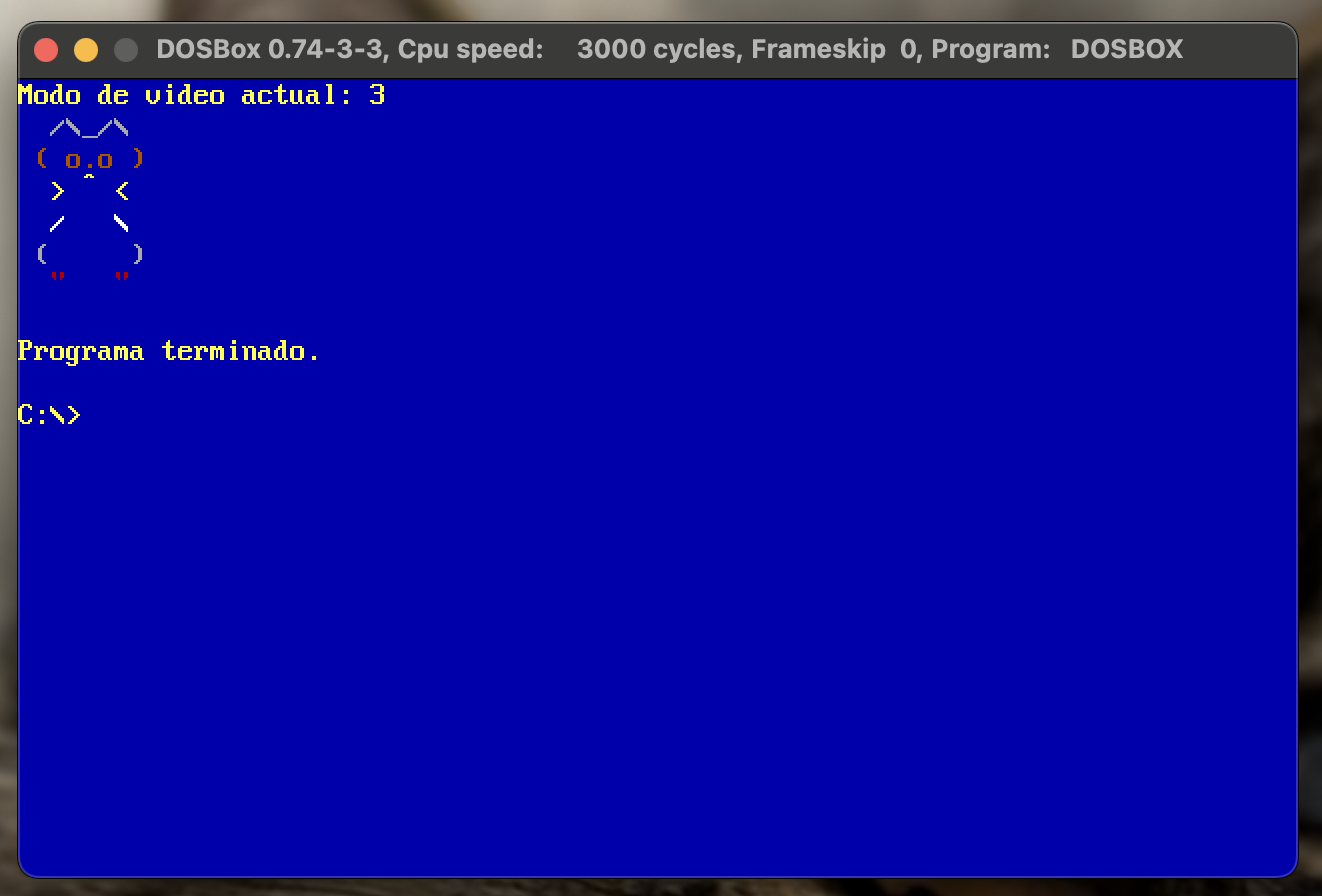 DOSBox 0.74-3-3, Cpu speed:    3000 cycles, Frameskip  0, Program:   DOSBOX
Modo de video actual: 3
  /\_/\
 ( o.o )
  > ^ <
  /   \
 (     )
  "   "
Programa terminado.
C:\>